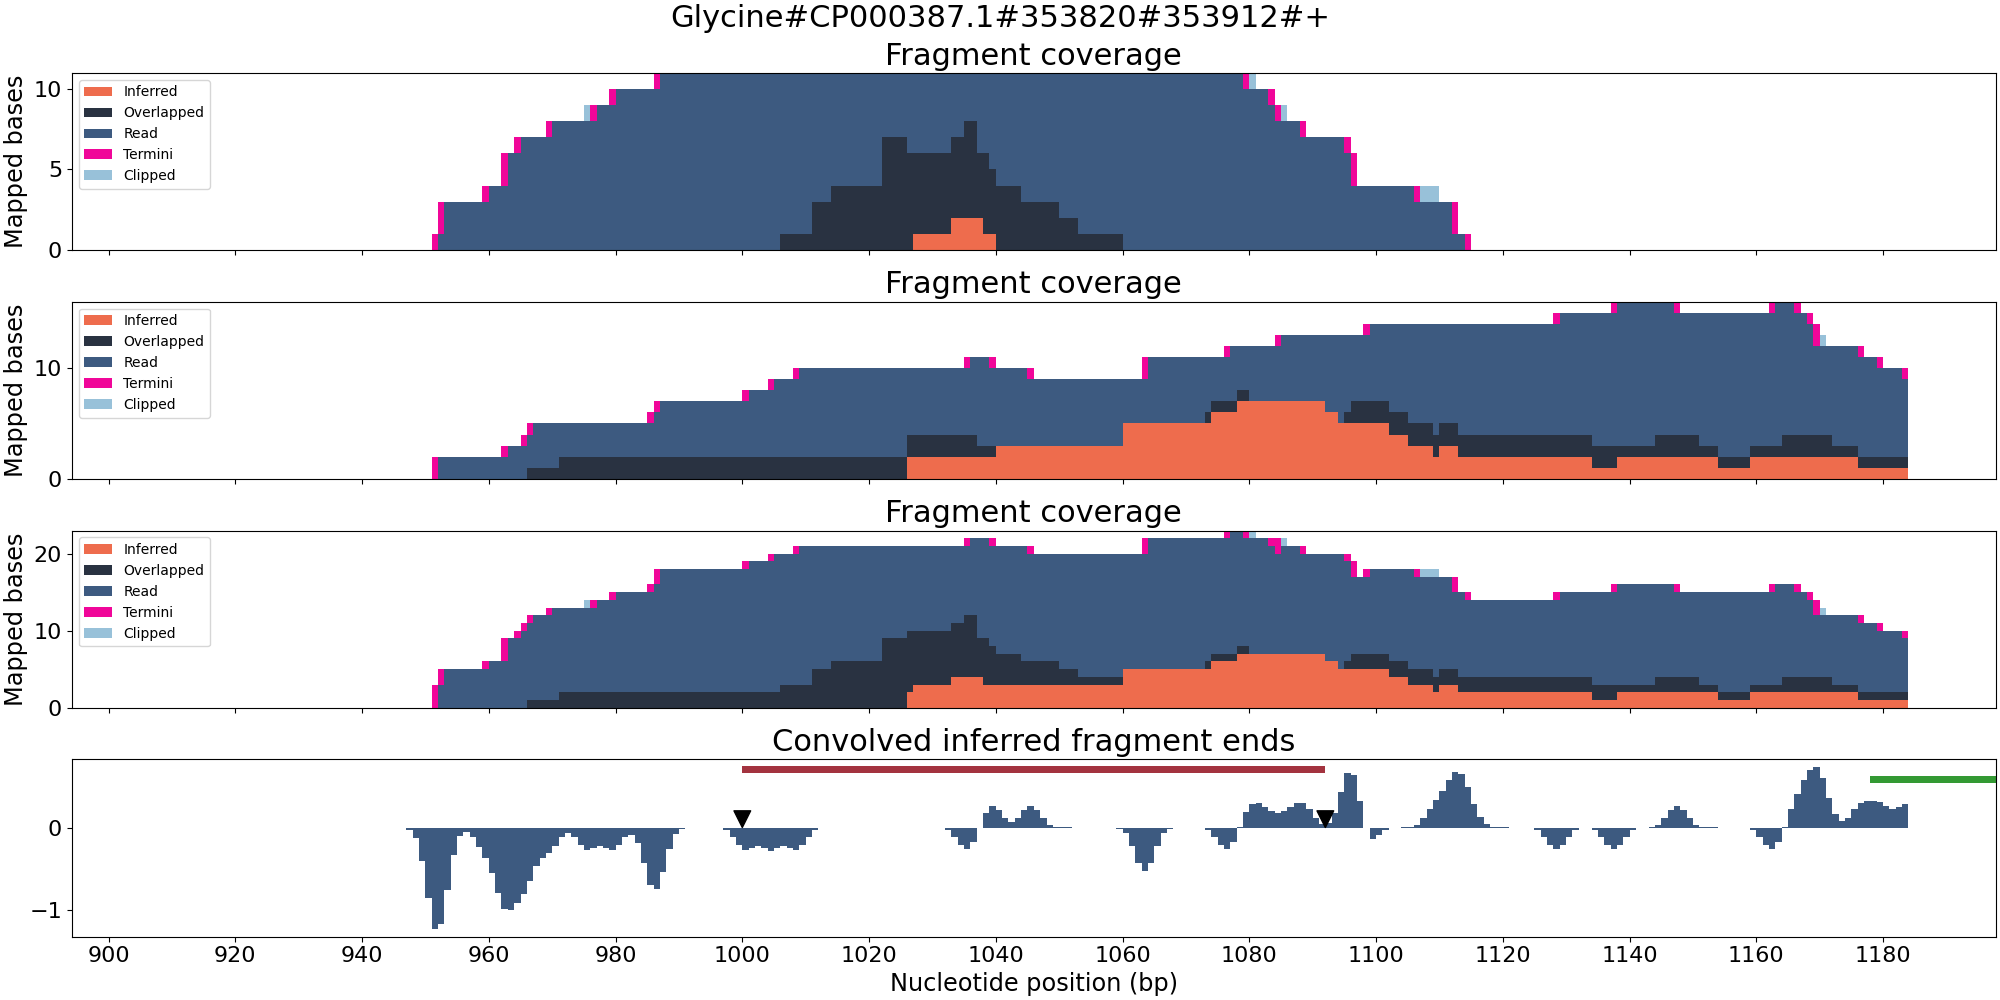 Glycine#CP000387.1#353820#353912#+
Fragment coverage
Mapped bases
10
5
0
Inferred
Overlapped
Read
Termini
Clipped
Fragment coverage
Mapped bases
10
0
Inferred
Overlapped
Read
Termini
Clipped
Fragment coverage
Mapped bases
20
10
0
Inferred
Overlapped
Read
Termini
Clipped
Convolved inferred fragment ends
0
−1
900 920 940 960 980 1000 1020 1040 1060 1080 1100 1120 1140 1160 1180
Nucleotide position (bp)